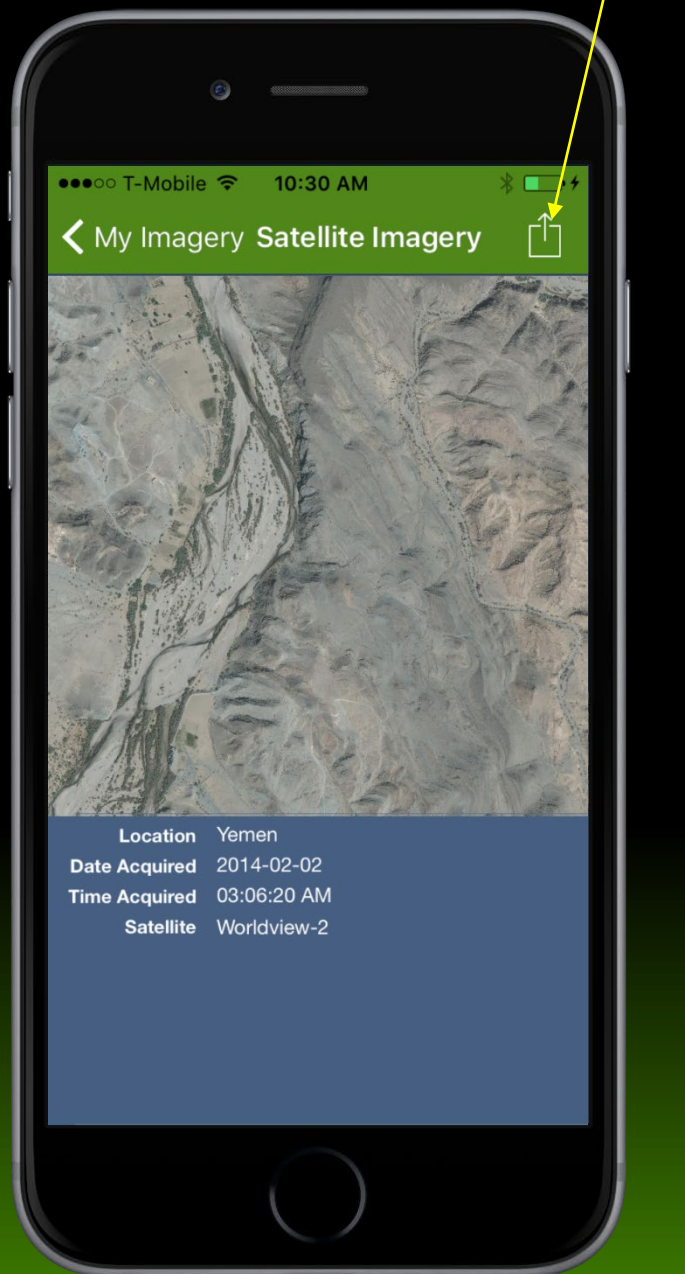 T-Mobile 10:30 AM
My Imagery Satellite Imagery
Location Yemen
Date Acquired 2014-02-02
Time Acquired 03:06:20 AM
Satellite Worldview-2